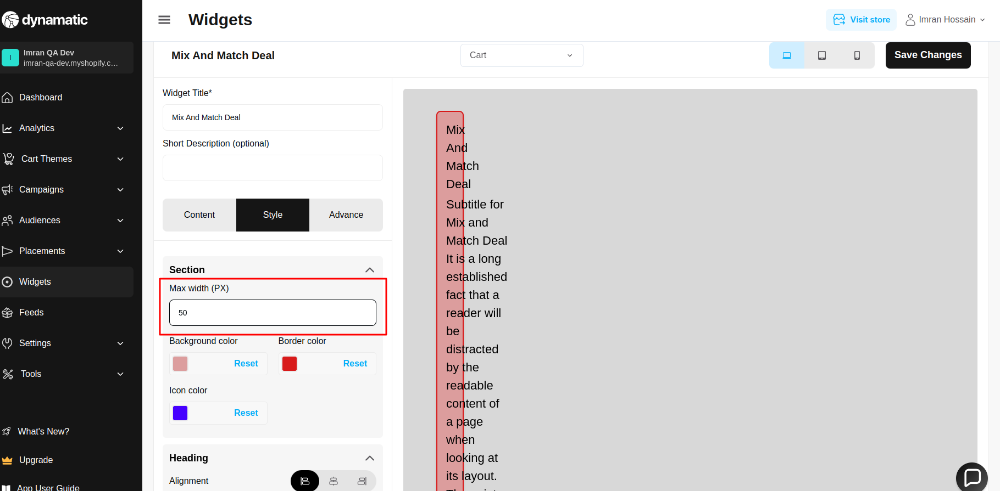 dynamatic
I
Imran QA Dev
imran-qa-dev.myshopify.c...
Dashboard
Analytics
Cart Themes
Campaigns
Audiences
Placements
Widgets
Feeds
Settings
Tools
What's New?
Upgrade
App User Guide
Widgets
Visit store
Imran Hossain
Mix And Match Deal
Cart
Save Changes
Widget Title*
Mix And Match Deal
Short Description (optional)
Content
Style
Advance
Section
Max width (PX)
50
Background color
Border color
Reset
Reset
Icon color
Reset
Heading
Alignment
Mix
And
Match
Deal
Subtitle for
Mix and
Match Deal
It is a long
established
fact that a
reader will
be
distracted
by the
readable
content of
a page
when
looking at
its layout.